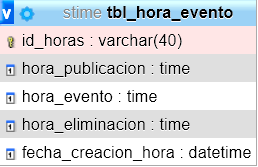 v stime tbl_hora_evento
id_horas : varchar(40)
hora_publicacion : time
hora_evento : time
hora_eliminacion : time
fecha_creacion_hora : datetime